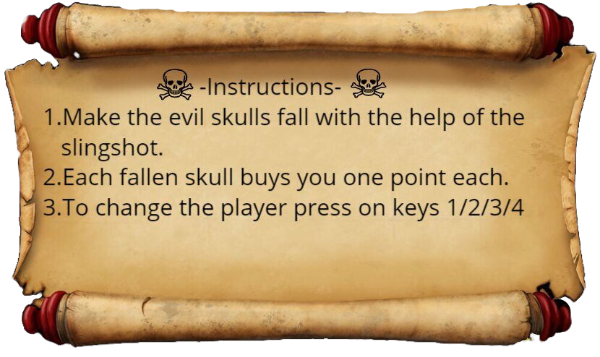 -Instructions-
1.Make the evil skulls fall with the help of the
slingshot.
2.Each fallen skull buys you one point each.
3.To change the player press on keys 1/2/3/4